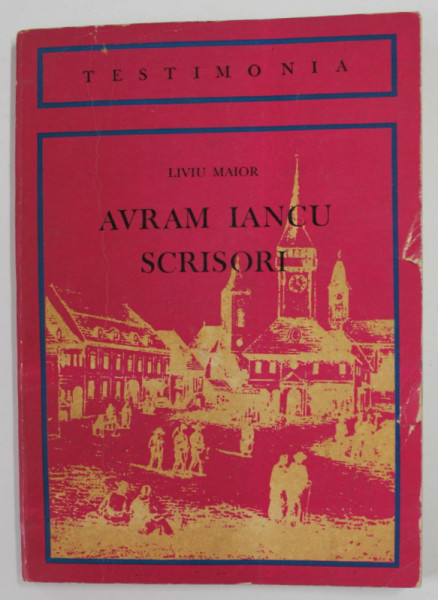 TESTIMONIA
LIVIU MAIOR
AVRAM IANCU
SCRISORI